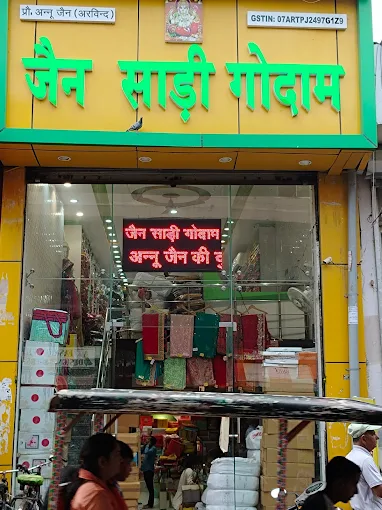 प्रो. अन्नू जैन (अरविन्द)
GSTIN: 07ARTPJ2497G1Z9
जैन साड़ी गोदाम
जैन साड़ी गोदाम
अन्नू जैन की दु